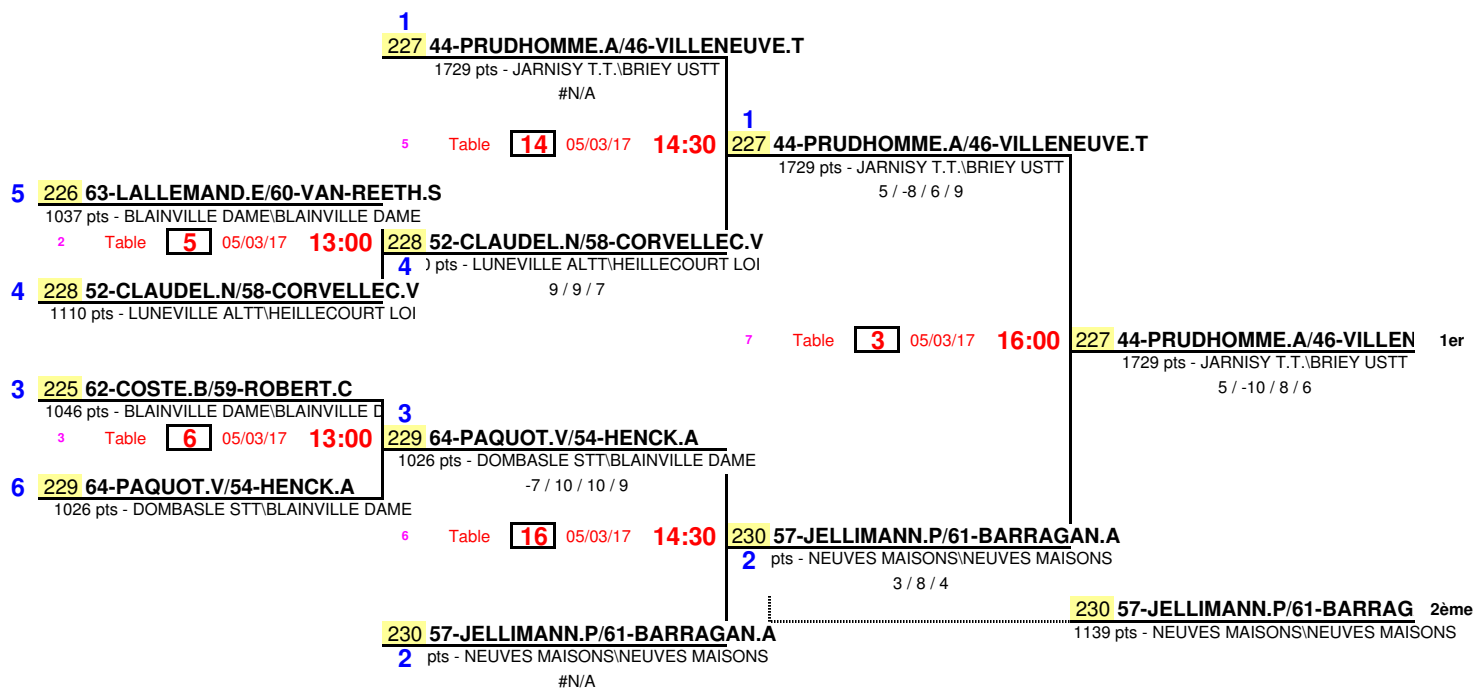 1
227 44-PRUDHOMME.A/46-VILLENEUVE.T
1729 pts - JARNISY T.T.\BRIEY USTT
#N/A
1
5 Table 14 05/03/17 14:30 227 44-PRUDHOMME.A/46-VILLENEUVE.T
1729 pts - JARNISY T.T.\BRIEY USTT
5 / -8 / 6 / 9
5 226 63-LALLEMAND.E/60-VAN-REETH.S
1037 pts - BLAINVILLE DAME\BLAINVILLE DAME
2 Table 5 05/03/17 13:00 228 52-CLAUDEL.N/58-CORVELLEC.V
4 pts - LUNEVILLE ALTT\HEILLECOURT LOI
9 / 9 / 7
4 228 52-CLAUDEL.N/58-CORVELLEC.V
1110 pts - LUNEVILLE ALTT\HEILLECOURT LOI
7 Table 3 05/03/17 16:00 227 44-PRUDHOMME.A/46-VILLEN 1er
1729 pts - JARNISY T.T.\BRIEY USTT
5 / -10 / 8 / 6
3 225 62-COSTE.B/59-ROBERT.C
1046 pts - BLAINVILLE DAME\BLAINVILLE D
3
3 Table 6 05/03/17 13:00 229 64-PAQUOT.V/54-HENCK.A
1026 pts - DOMBASLE STT\BLAINVILLE DAME
-7 / 10 / 10 / 9
6 229 64-PAQUOT.V/54-HENCK.A
1026 pts - DOMBASLE STT\BLAINVILLE DAME
6 Table 16 05/03/17 14:30 230 57-JELLIMANN.P/61-BARRAGAN.A
2 pts - NEUVES MAISONS\NEUVES MAISONS
3 / 8 / 4
230 57-JELLIMANN.P/61-BARRAG 2ème
1139 pts - NEUVES MAISONS\NEUVES MAISONS
230 57-JELLIMANN.P/61-BARRAGAN.A
2 pts - NEUVES MAISONS\NEUVES MAISONS
#N/A